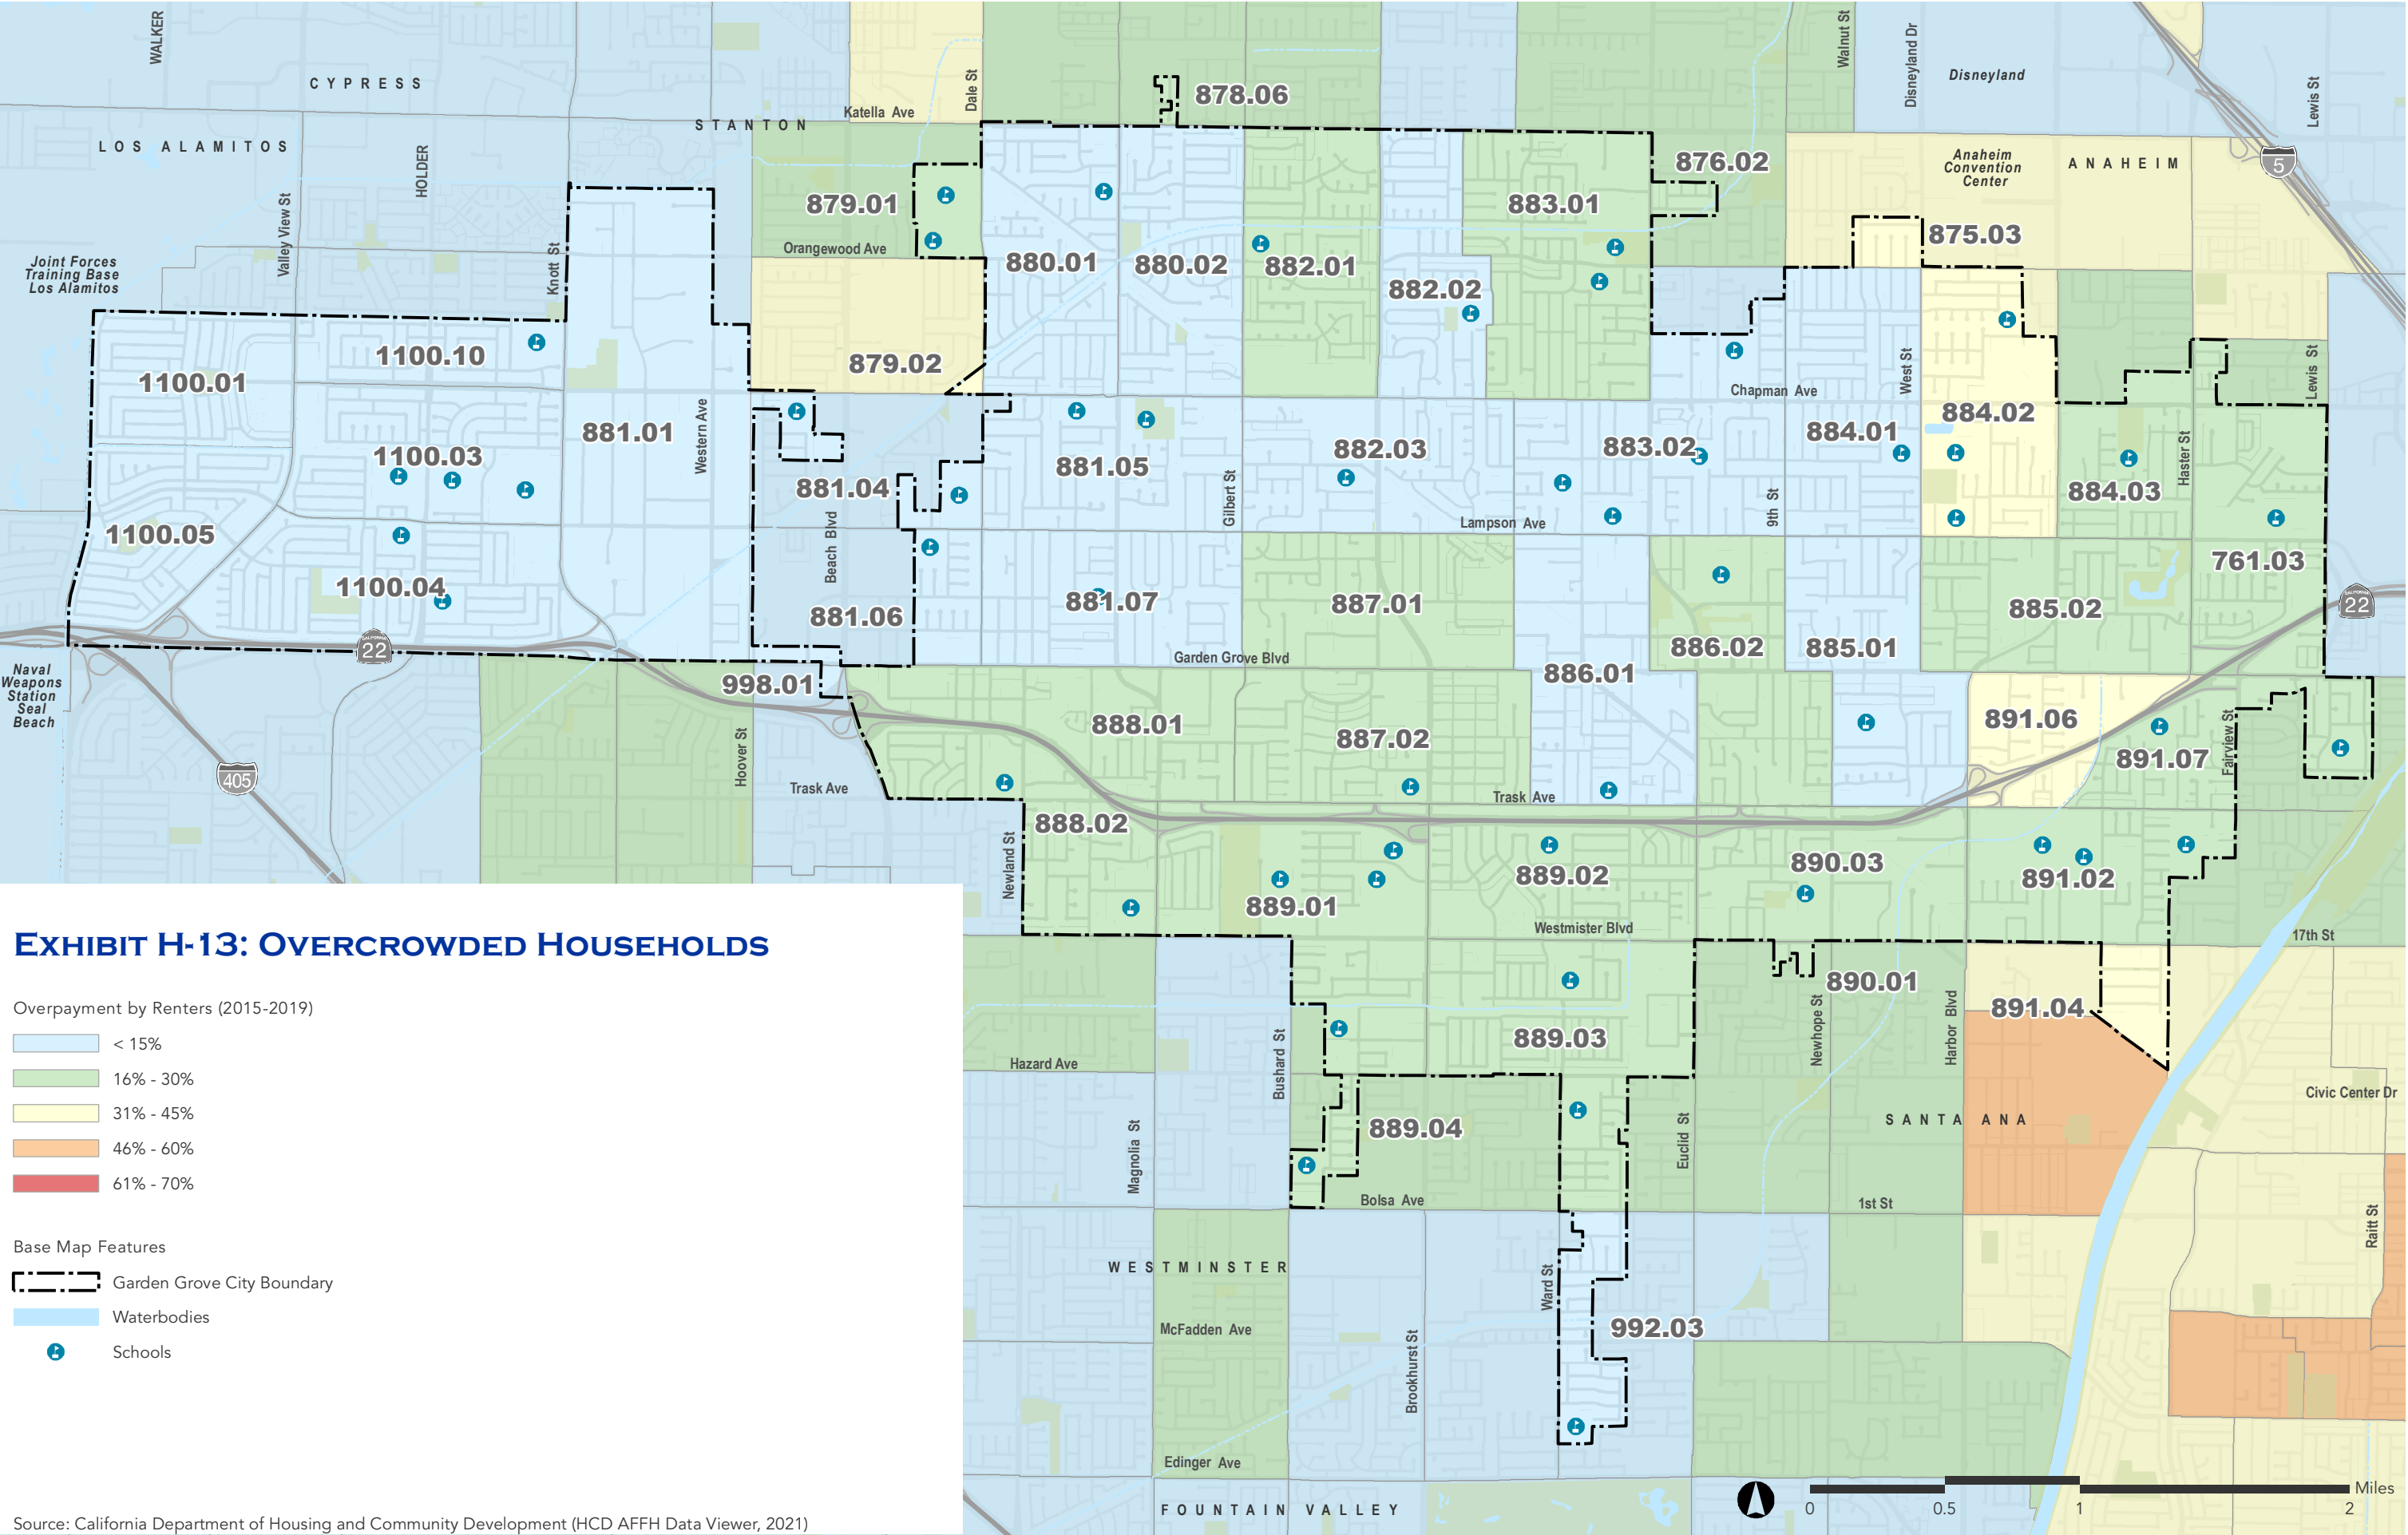 WALKER
CYPRESS
Katella Ave
Dale St
878.06
Walnut St
Disneyland Dr
Disneyland
Lewis St
LOS ALAMITOS
STANTON
HOLDER
Valley View St
Knott St
Joint Forces
Training Base
Los Alamitos
879.01
Orangewood Ave
883.01
876.02
Anaheim
Convention
Center
ANAHEIM
5
875.03
880.01
880.02
882.01
882.02
1100.01
1100.10
879.02
Chapman Ave
West St
884.02
Lewis St
1100.03
881.01
Western Ave
881.04
881.05
Gilbert St
882.03
883.02
884.01
9th St
Haster St
884.03
Lampson Ave
1100.05
1100.04
Beach Blvd
881.06
881.07
887.01
886.02
885.01
885.02
761.03
CALIFORNIA
22
CALIFORNIA
22
Garden Grove Blvd
886.01
Naval
Weapons
Station
Seal
Beach
998.01
Hoover St
888.01
887.02
891.06
891.07
Fairview St
405
Trask Ave
Trask Ave
888.02
Newland St
889.01
889.02
890.03
891.02
Westmister Blvd
17th St
890.01
891.04
Newhope St
Harbor Blvd
Hazard Ave
Bushard St
889.03
Civic Center Dr
SANTA ANA
Magnolia St
889.04
Euclid St
Bolsa Ave
1st St
Raitt St
WESTMINSTER
Ward St
McFadden Ave
Brookhurst St
992.03
Edinger Ave
FOUNTAIN VALLEY
0
0.5
1
2
Miles
Exhibit H-13: Overcrowded Households
Overpayment by Renters (2015-2019)
< 15%
16% - 30%
31% - 45%
46% - 60%
61% - 70%
Base Map Features
Garden Grove City Boundary
Waterbodies
Schools
Source: California Department of Housing and Community Development (HCD AFFH Data Viewer, 2021)